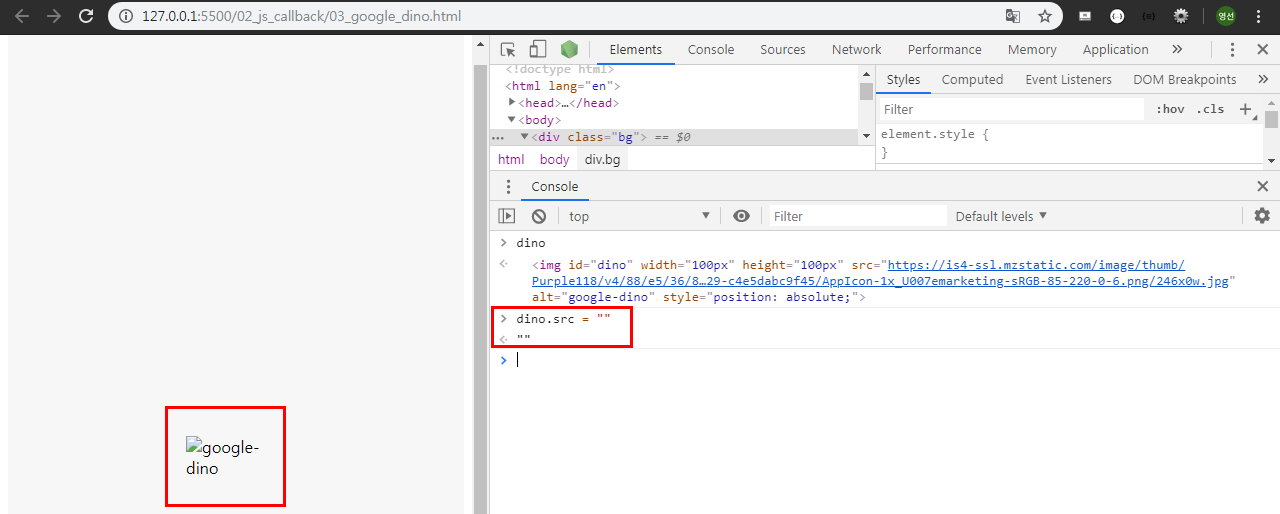 127.0.0.1:5500/02_js_callback/03_google_dino.html
영선
Elements Console Sources Network Performance Memory Application »
<!doctype html>
<html lang="en">
<head>…</head>
<body>
… <div class="bg"> == $0
html body div.bg
Styles Computed Event Listeners DOM Breakpoints »
Filter :hov .cls +
element.style {
}
Console
top Filter Default levels
> dino
<img id="dino" width="100px" height="100px" src="https://is4-ssl.mzstatic.com/image/thumb/
Purple118/v4/88/e5/36/8…29-c4e5dabc9f45/AppIcon-1x_U007emarketing-sRGB-85-220-0-6.png/246x0w.jpg"
alt="google-dino" style="position: absolute;">
> dino.src = ""
""
>
google-
dino